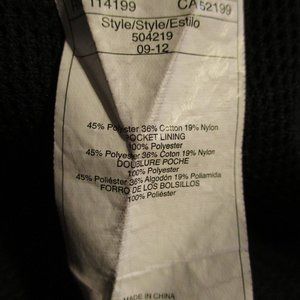 114199 CA52199
Style/Style/Estilo
504219
09-12
45% Polyester 36% Cotton 19% Nylon
POCKET LINING
100% Polyester
45% Polyester 36% Cotton 19% Nylon
DOUBLURE POCHE
100% Polyester
45% Poliéster 36% Algodón 19% Poliamida
FORRO DE LOS BOLSILLOS
100% Poliéster
MADE IN CHINA